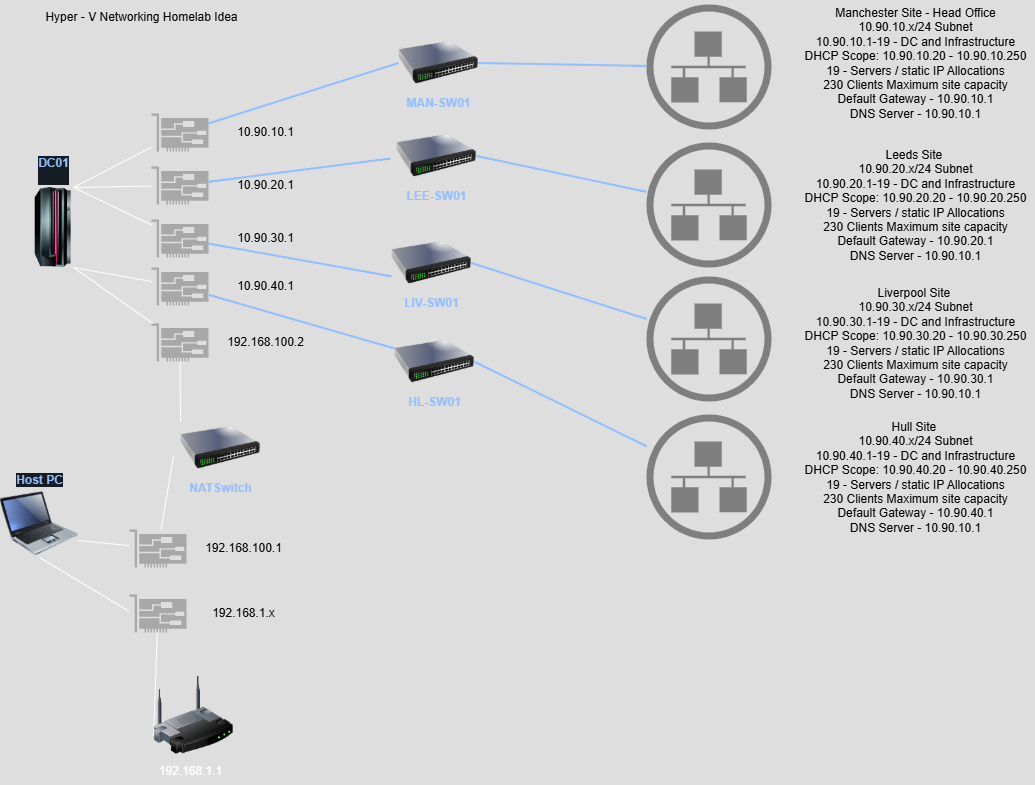 Hyper - V Networking Homelab Idea
DC01
10.90.10.1
10.90.20.1
10.90.30.1
10.90.40.1
192.168.100.2
MAN-SW01
LEE-SW01
LIV-SW01
HL-SW01
NATSwitch
Host PC
192.168.100.1
192.168.1.x
192.168.1.1
Manchester Site - Head Office
10.90.10.x/24 Subnet
10.90.10.1-19 - DC and Infrastructure
DHCP Scope: 10.90.10.20 - 10.90.10.250
19 - Servers / static IP Allocations
230 Clients Maximum site capacity
Default Gateway - 10.90.10.1
DNS Server - 10.90.10.1
Leeds Site
10.90.20.x/24 Subnet
10.90.20.1-19 - DC and Infrastructure
DHCP Scope: 10.90.20.20 - 10.90.20.250
19 - Servers / static IP Allocations
230 Clients Maximum site capacity
Default Gateway - 10.90.20.1
DNS Server - 10.90.10.1
Liverpool Site
10.90.30.x/24 Subnet
10.90.30.1-19 - DC and Infrastructure
DHCP Scope: 10.90.30.20 - 10.90.30.250
19 - Servers / static IP Allocations
230 Clients Maximum site capacity
Default Gateway - 10.90.30.1
DNS Server - 10.90.10.1
Hull Site
10.90.40.x/24 Subnet
10.90.40.1-19 - DC and Infrastructure
DHCP Scope: 10.90.40.20 - 10.90.40.250
19 - Servers / static IP Allocations
230 Clients Maximum site capacity
Default Gateway - 10.90.40.1
DNS Server - 10.90.10.1